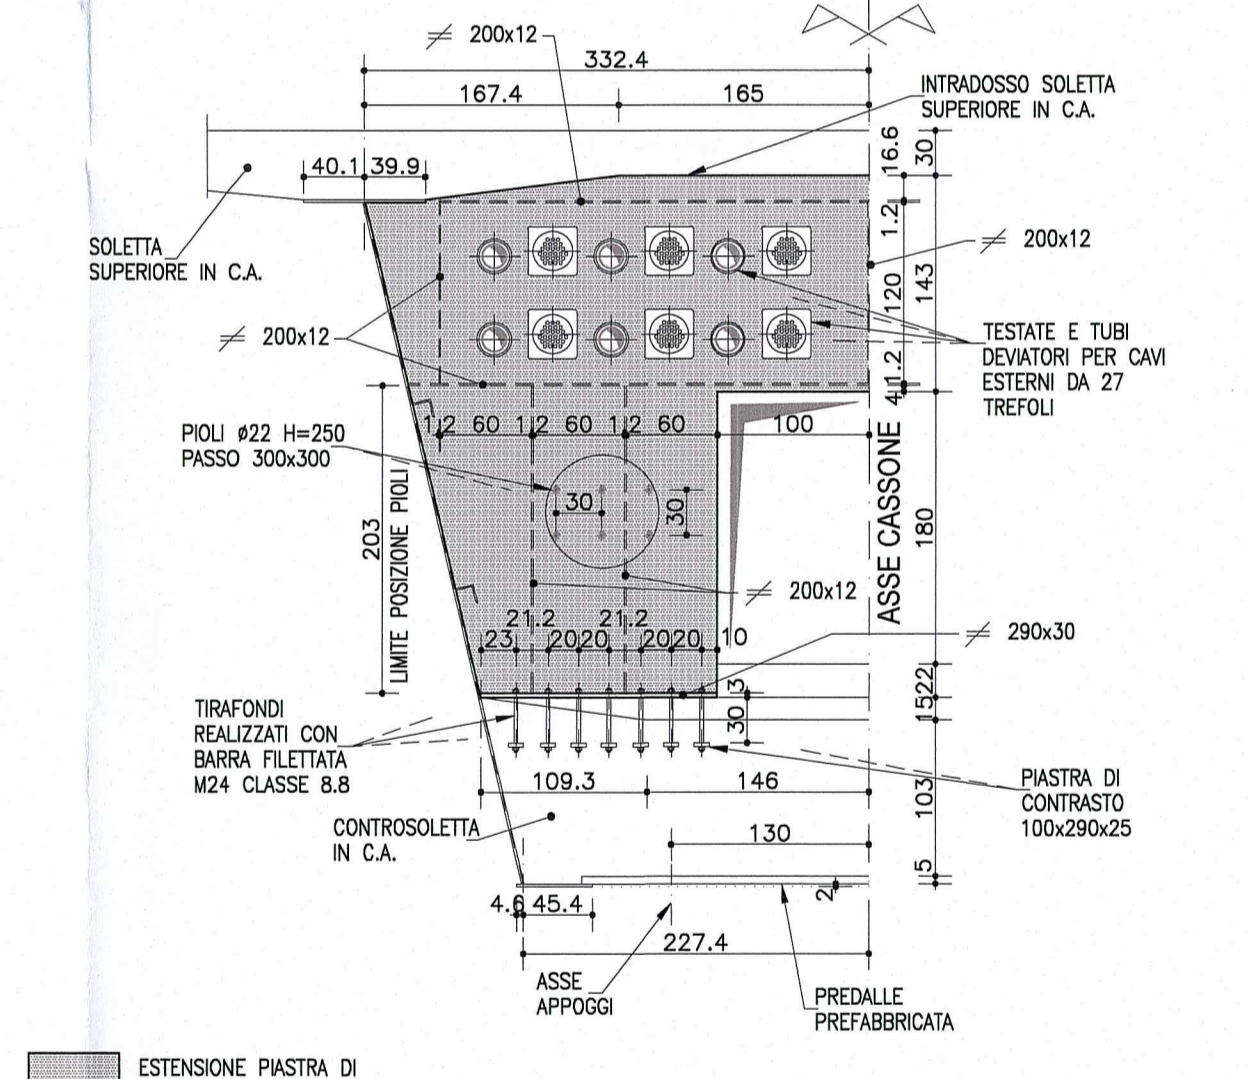 ⌿ 200x12
332.4
167.4
165
INTRADOSSO SOLETTA
SUPERIORE IN C.A.
16.6
30
40.1
39.9
SOLETTA
SUPERIORE IN C.A.
1.2
⌿ 200x12
120
143
⌿ 200x12
TESTATE E TUBI
DEVIATORI PER CAVI
ESTERNI DA 27
TREFOLI
1.2
4
1.2 60 1.2 60 1.2 60
100
PIOLI ø22 H=250
PASSO 300x300
30
30
203
LIMITE POSIZIONE PIOLI
ASSE CASSONE
180
⌿ 200x12
21.2
21.2
23
20 20
20 20
10
⌿ 290x30
3
30
22
15
TIRAFONDI
REALIZZATI CON
BARRA FILETTATA
M24 CLASSE 8.8
109.3
146
PIASTRA DI
CONTRASTO
100x290x25
103
CONTROSOLETTA
IN C.A.
130
5
2
4.6
45.4
227.4
ASSE
APPOGGI
PREDALLE
PREFABBRICATA
ESTENSIONE PIASTRA DI